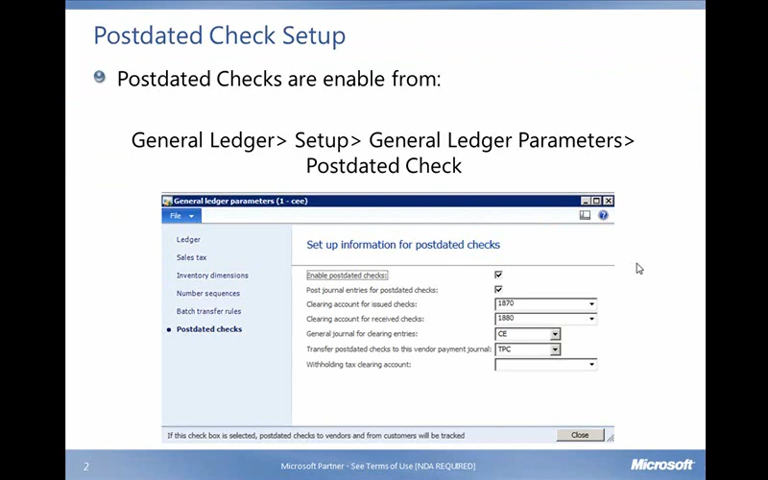 Postdated Check Setup
Postdated Checks are enable from:
General Ledger> Setup> General Ledger Parameters>
Postdated Check
General ledger parameters (1 - cee)
File
Ledger
Sales tax
Inventory dimensions
Number sequences
Batch transfer rules
Postdated checks
Set up information for postdated checks
Enable postdated checks:
Post journal entries for postdated checks:
Clearing account for issued checks: 1870
Clearing account for received checks: 1880
General journal for clearing entries: CE
Transfer postdated checks to this vendor payment journal: TPC
Withholding tax clearing account:
If this check box is selected, postdated checks to vendors and from customers will be tracked
Close
2
Microsoft Partner - See Terms of Use [NDA REQUIRED]
Microsoft